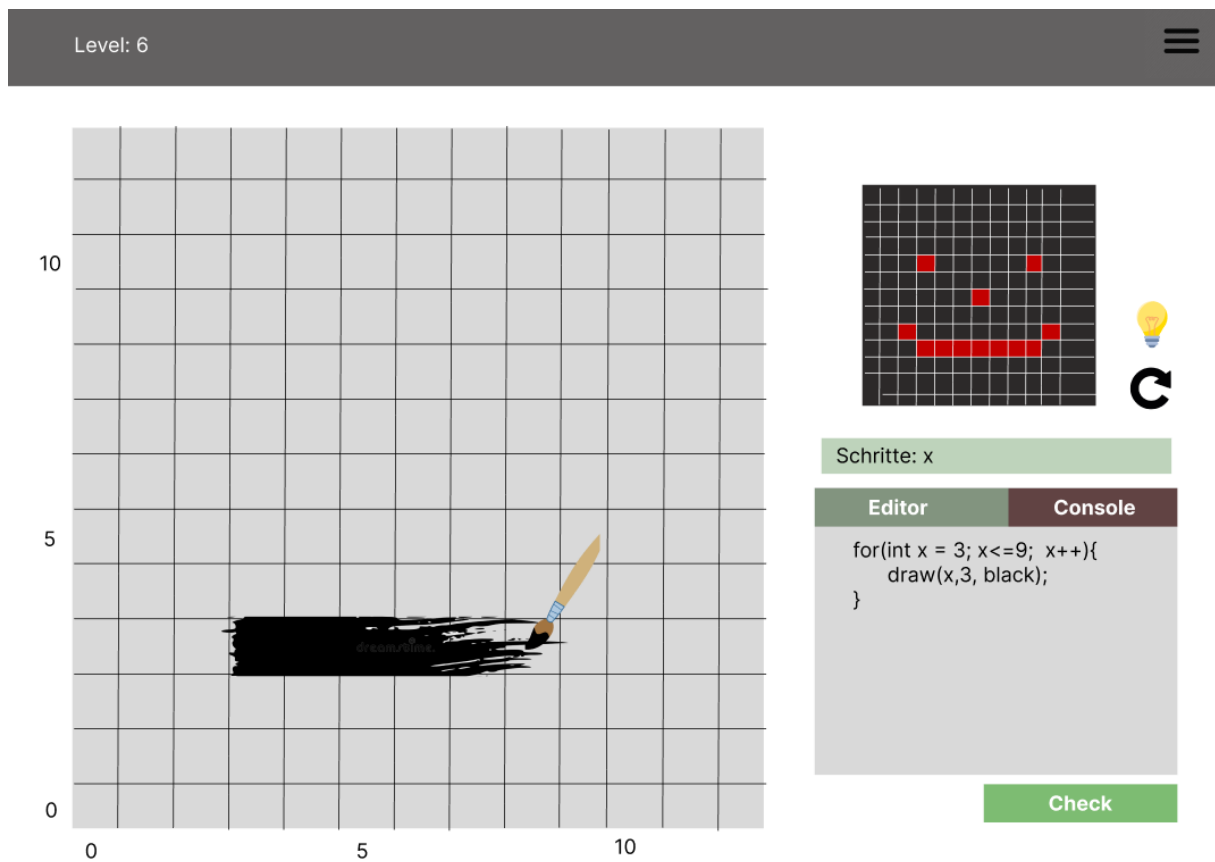 Level: 6
10
5
0
0
5
10
dreamstime.
Schritte: x
Editor
Console
for(int x = 3; x<=9; x++){
draw(x,3, black);
}
Check